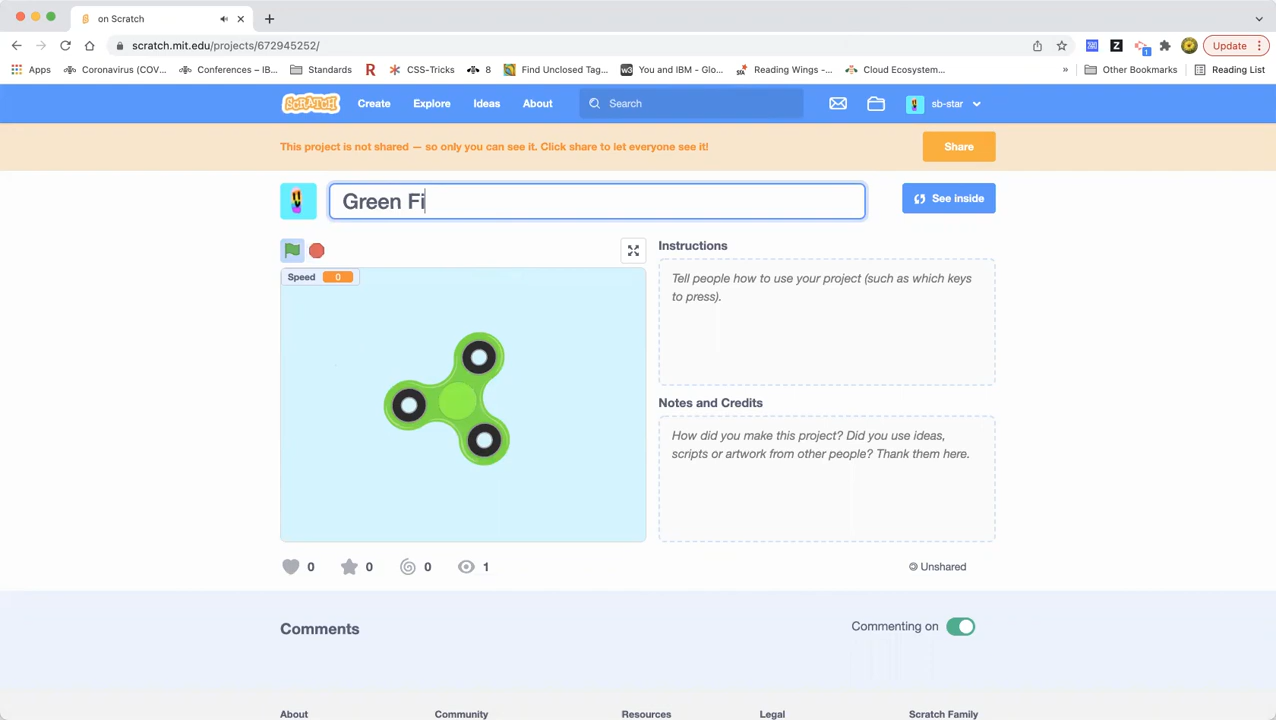 on Scratch
scratch.mit.edu/projects/672945252/
Update
Apps
Coronavirus (COV...
Conferences – IB...
Standards
R
CSS-Tricks
8
Find Unclosed Tag...
w3
You and IBM - Glo...
STAR
Reading Wings -...
Cloud Ecosystem...
»
Other Bookmarks
Reading List
SCRATCH
Create
Explore
Ideas
About
Search
sb-star
This project is not shared — so only you can see it. Click share to let everyone see it!
Share
Green Fi
See inside
Speed 0
Instructions
Tell people how to use your project (such as which keys
to press).
Notes and Credits
How did you make this project? Did you use ideas,
scripts or artwork from other people? Thank them here.
0
0
0
1
Unshared
Comments
Commenting on
About
Community
Resources
Legal
Scratch Family